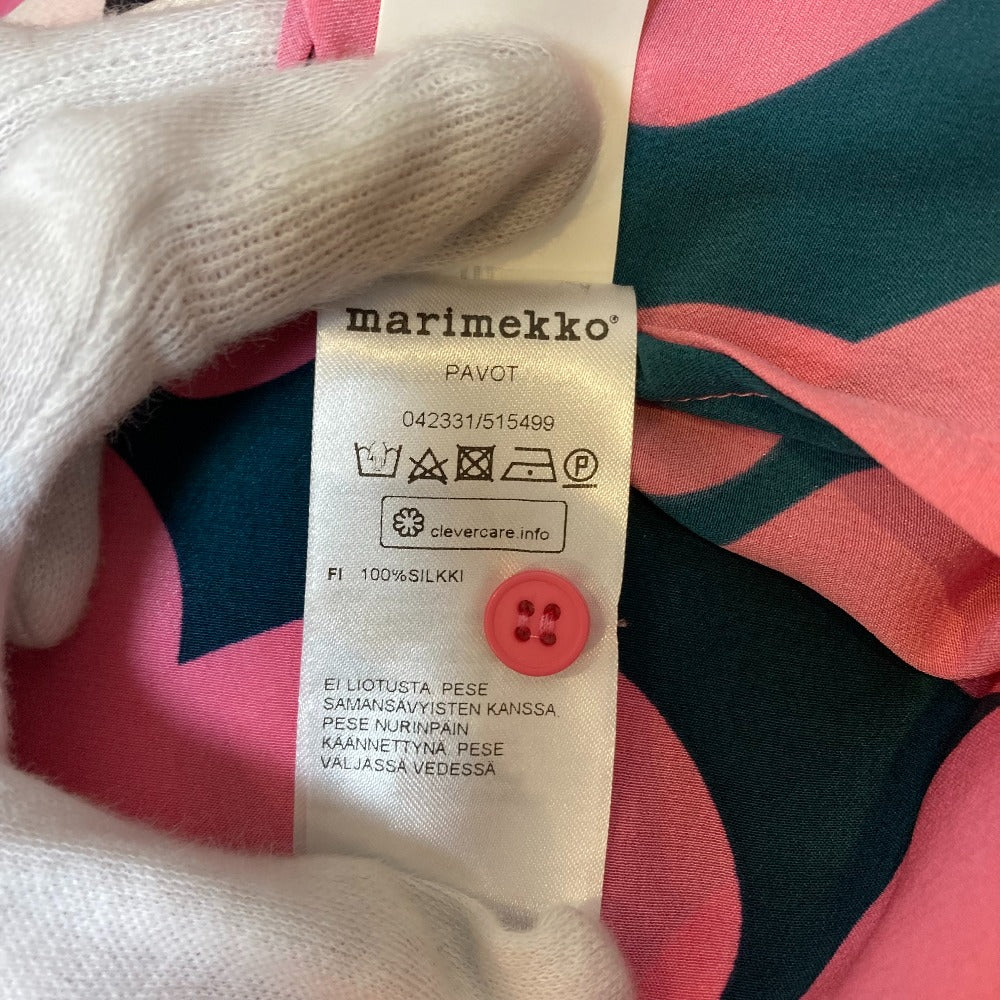 marimekko®
PAVOT
042331/515499
P
clevercare.info
FI 100%SILKKI
EI LIOTUSTA. PESE
SAMANSÄVYISTEN KANSSA.
PESE NURINPÄIN
KÄÄNNETTYNÄ. PESE
VÄLJÄSSÄ VEDESSÄ